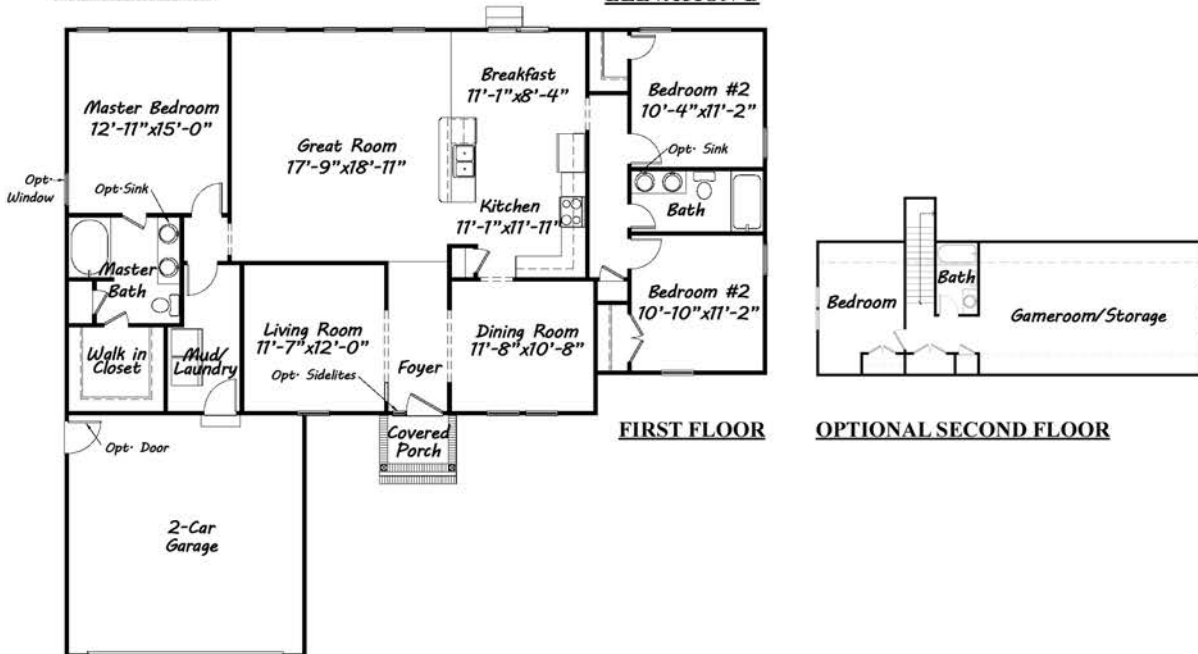 Breakfast
11'-1"x8'-4"
Bedroom #2
10'-4"x11'-2"
Master Bedroom
12'-11"x15'-0"
Great Room
17'-9"x18'-11"
Opt. Sink
Opt.
Window
Opt. Sink
Kitchen
11'-1"x11'-11"
Bath
Master
Bath
Bedroom #2
10'-10"x11'-2"
Living Room
11'-7"x12'-0"
Dining Room
11'-8"x10'-8"
Walk in
Closet
Mud/
Laundry
Foyer
Opt. Sidelites
Covered
Porch
Opt. Door
2-Car
Garage
FIRST FLOOR
Bath
Bedroom
Gameroom/Storage
OPTIONAL SECOND FLOOR